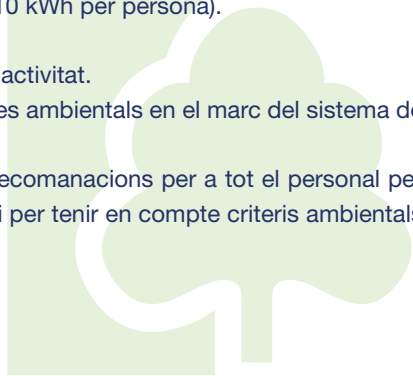 10 kWh per persona).
activitat.
es ambientals en el marc del sistema de
ecomanacions per a tot el personal pe
i per tenir en compte criteris ambientals